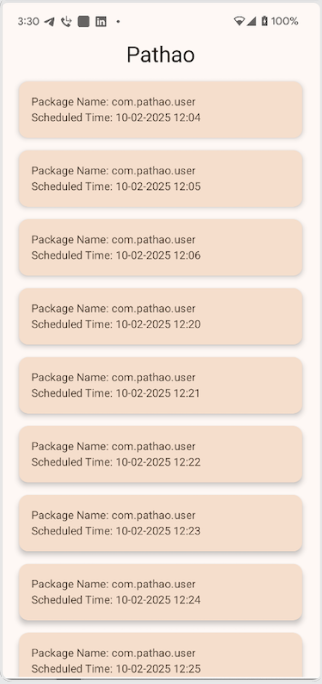 3:30 100%
Pathao
Package Name: com.pathao.user
Scheduled Time: 10-02-2025 12:04
Package Name: com.pathao.user
Scheduled Time: 10-02-2025 12:05
Package Name: com.pathao.user
Scheduled Time: 10-02-2025 12:06
Package Name: com.pathao.user
Scheduled Time: 10-02-2025 12:20
Package Name: com.pathao.user
Scheduled Time: 10-02-2025 12:21
Package Name: com.pathao.user
Scheduled Time: 10-02-2025 12:22
Package Name: com.pathao.user
Scheduled Time: 10-02-2025 12:23
Package Name: com.pathao.user
Scheduled Time: 10-02-2025 12:24
Package Name: com.pathao.user
Scheduled Time: 10-02-2025 12:25